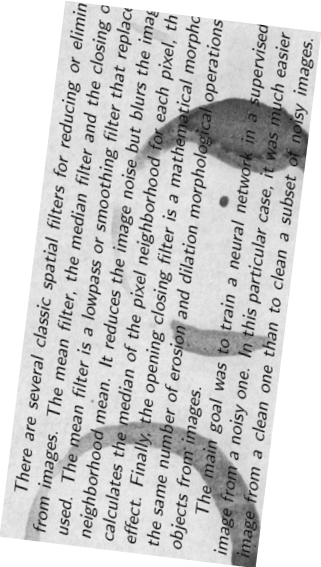 There are several classic spatial filters for reducing or elimin
from images. The mean filter, the median filter and the closing o
used. The mean filter is a lowpass or smoothing filter that replace
neighborhood mean. It reduces the image noise but blurs the imag
calculates the median of the pixel neighborhood for each pixel, th
effect. Finally, the opening closing filter is a mathematical morpho
the same number of erosion and dilation morphological operations
objects from images.
The main goal was to train a neural network in a supervised
image from a noisy one. In this particular case, it was much easier
image from a clean one than to clean a subset of noisy images.